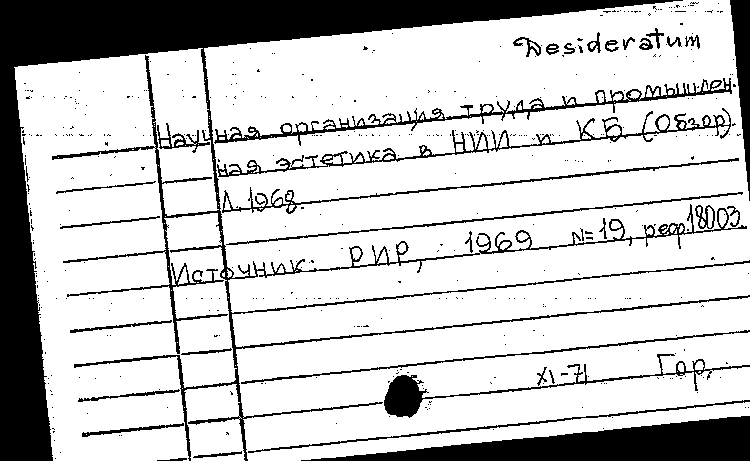 Desideratum
Научная организация труда и промышлен-
ная эстетика в НИИ и КБ (Обзор).
Л. 1968.
Источник: РИР, 1969 №19, реф.18003.
XI-71 Гор.